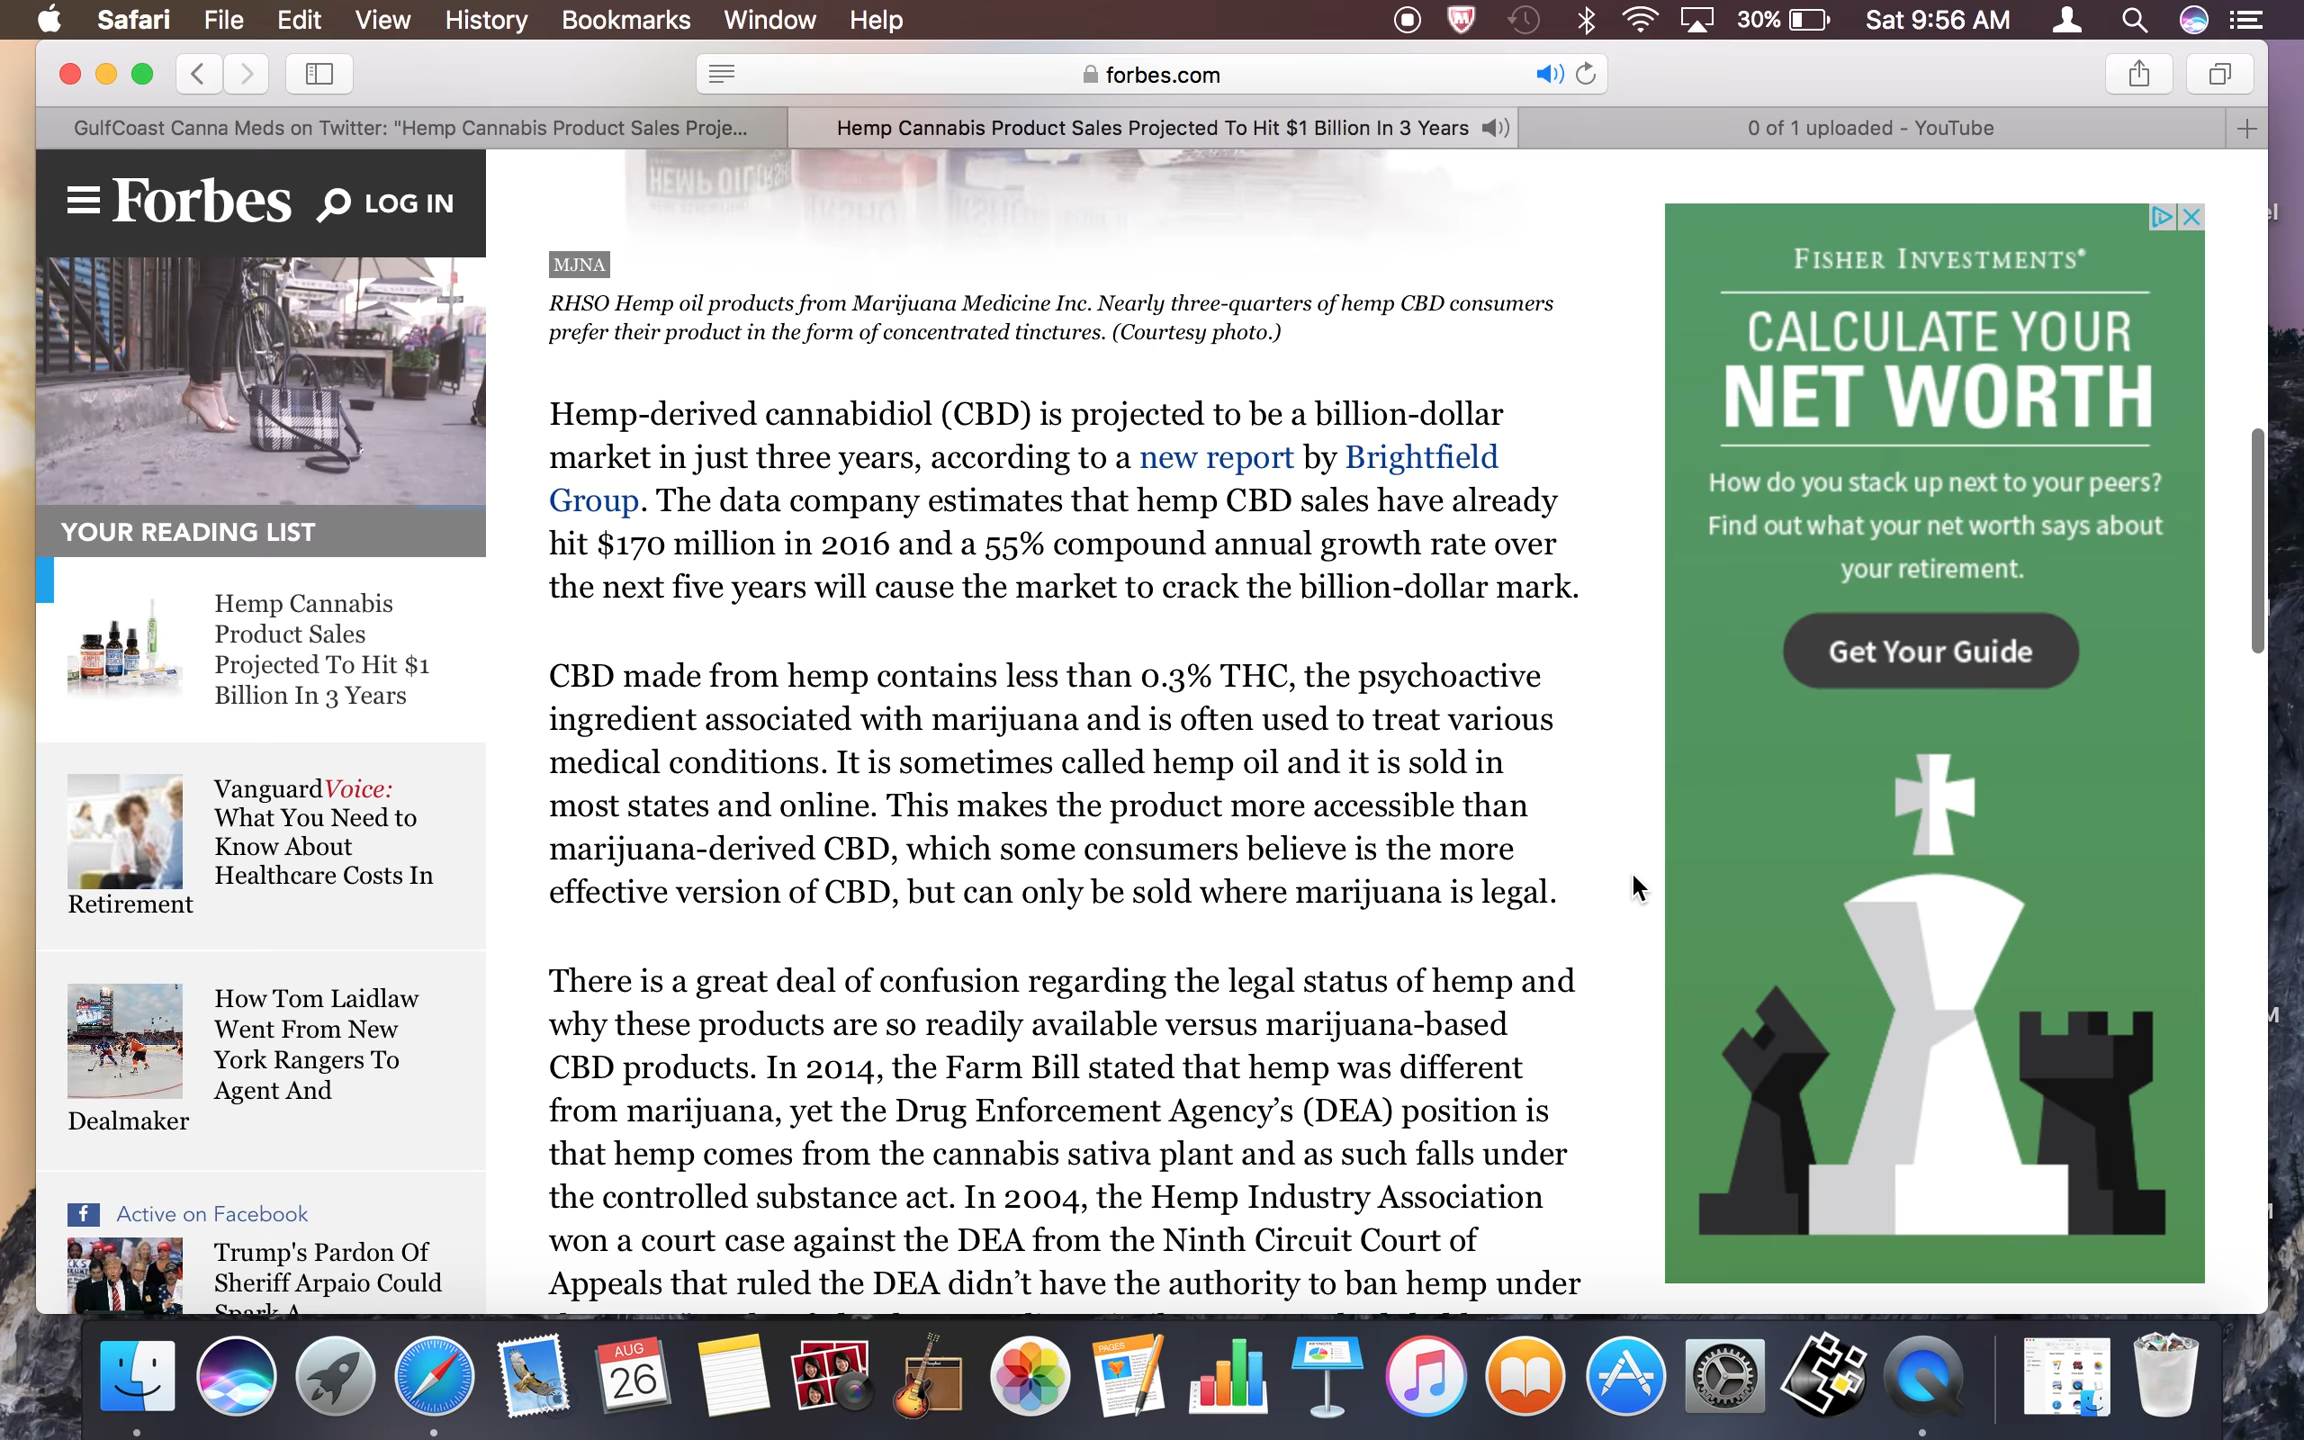 Safari File Edit View History Bookmarks Window Help 30% Sat 9:56 AM
forbes.com
GulfCoast Canna Meds on Twitter: "Hemp Cannabis Product Sales Proje...
Hemp Cannabis Product Sales Projected To Hit $1 Billion In 3 Years
0 of 1 uploaded - YouTube
Forbes LOG IN
YOUR READING LIST
Hemp Cannabis
Product Sales
Projected To Hit $1
Billion In 3 Years
VanguardVoice:
What You Need to
Know About
Healthcare Costs In
Retirement
How Tom Laidlaw
Went From New
York Rangers To
Agent And
Dealmaker
f Active on Facebook
Trump's Pardon Of
Sheriff Arpaio Could
Spark A
HEMP OIL
MJNA
RHSO Hemp oil products from Marijuana Medicine Inc. Nearly three-quarters of hemp CBD consumers
prefer their product in the form of concentrated tinctures. (Courtesy photo.)
Hemp-derived cannabidiol (CBD) is projected to be a billion-dollar
market in just three years, according to a new report by Brightfield
Group. The data company estimates that hemp CBD sales have already
hit $170 million in 2016 and a 55% compound annual growth rate over
the next five years will cause the market to crack the billion-dollar mark.
CBD made from hemp contains less than 0.3% THC, the psychoactive
ingredient associated with marijuana and is often used to treat various
medical conditions. It is sometimes called hemp oil and it is sold in
most states and online. This makes the product more accessible than
marijuana-derived CBD, which some consumers believe is the more
effective version of CBD, but can only be sold where marijuana is legal.
There is a great deal of confusion regarding the legal status of hemp and
why these products are so readily available versus marijuana-based
CBD products. In 2014, the Farm Bill stated that hemp was different
from marijuana, yet the Drug Enforcement Agency's (DEA) position is
that hemp comes from the cannabis sativa plant and as such falls under
the controlled substance act. In 2004, the Hemp Industry Association
won a court case against the DEA from the Ninth Circuit Court of
Appeals that ruled the DEA didn't have the authority to ban hemp under
FISHER INVESTMENTS®
CALCULATE YOUR
NET WORTH
How do you stack up next to your peers?
Find out what your net worth says about
your retirement.
Get Your Guide
AUG
26
PAGES